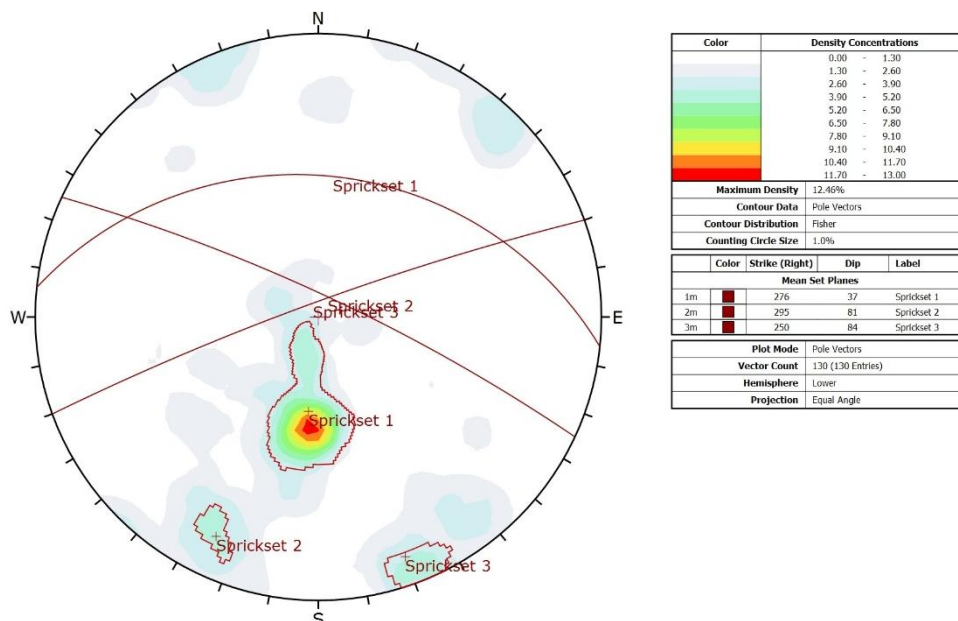 N
Sprickset 1
W
Sprickset 2
Sprickset 3
E
Sprickset 1
Sprickset 2
Sprickset 3
S
Color Density Concentrations
0.00 - 1.30
1.30 - 2.60
2.60 - 3.90
3.90 - 5.20
5.20 - 6.50
6.50 - 7.80
7.80 - 9.10
9.10 - 10.40
10.40 - 11.70
11.70 - 13.00
Maximum Density 12.46%
Contour Data Pole Vectors
Contour Distribution Fisher
Counting Circle Size 1.0%
Color Strike (Right) Dip Label
Mean Set Planes
1m 276 37 Sprickset 1
2m 295 81 Sprickset 2
3m 250 84 Sprickset 3
Plot Mode Pole Vectors
Vector Count 130 (130 Entries)
Hemisphere Lower
Projection Equal Angle